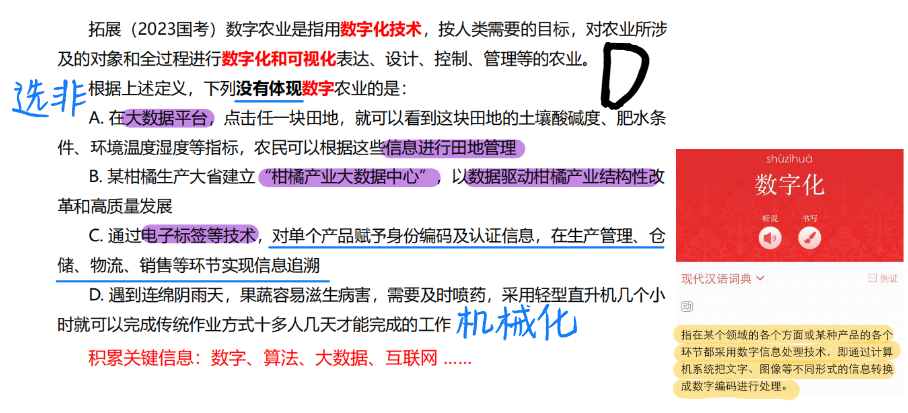 拓展（2023国考）数字农业是指用数字化技术，按人类需要的目标，对农业所涉
及的对象和全过程进行数字化和可视化表达、设计、控制、管理等的农业。
选非
根据上述定义，下列没有体现数字农业的是：
D
A. 在大数据平台，点击任一块田地，就可以看到这块田地的土壤酸碱度、肥水条
件、环境温度湿度等指标，农民可以根据这些信息进行田地管理
B. 某柑橘生产大省建立“柑橘产业大数据中心”，以数据驱动柑橘产业结构性改
革和高质量发展
C. 通过电子标签等技术，对单个产品赋予身份编码及认证信息，在生产管理、仓
储、物流、销售等环节实现信息追溯
D. 遇到连绵阴雨天，果蔬容易滋生病害，需要及时喷药，采用轻型直升机几个小
时就可以完成传统作业方式十多人几天才能完成的工作
机械化
积累关键信息：数字、算法、大数据、互联网 ......
shùzìhuà
数字化
听说 书写
现代汉语词典
例证
动
指在某个领域的各个方面或某种产品的各个
环节都采用数字信息处理技术，即通过计算
机系统把文字、图像等不同形式的信息转换
成数字编码进行处理。